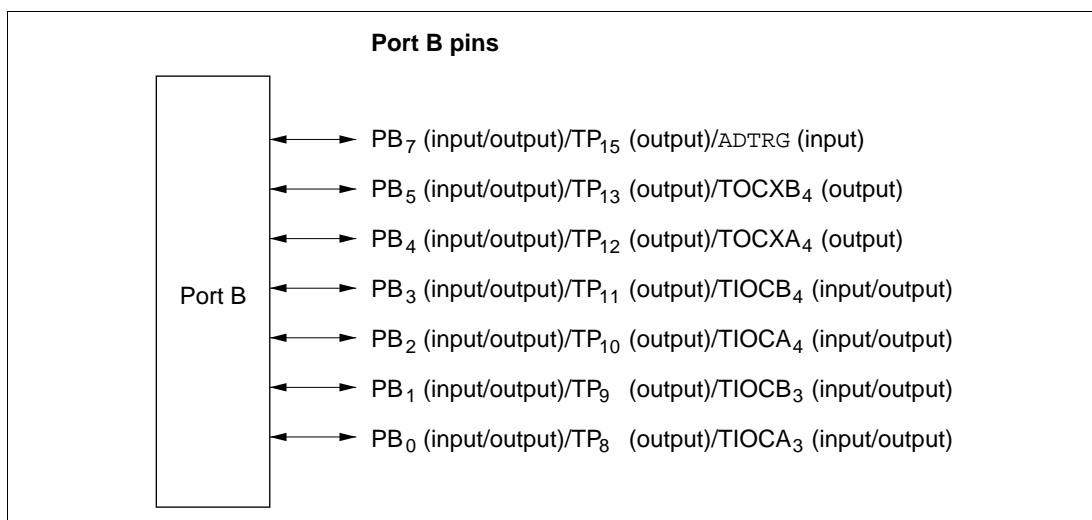 Port B pins
PB7 (input/output)/TP15 (output)/ADTRG (input)
PB5 (input/output)/TP13 (output)/TOCXB4 (output)
PB4 (input/output)/TP12 (output)/TOCXA4 (output)
Port B
PB3 (input/output)/TP11 (output)/TIOCB4 (input/output)
PB2 (input/output)/TP10 (output)/TIOCA4 (input/output)
PB1 (input/output)/TP9 (output)/TIOCB3 (input/output)
PB0 (input/output)/TP8 (output)/TIOCA3 (input/output)